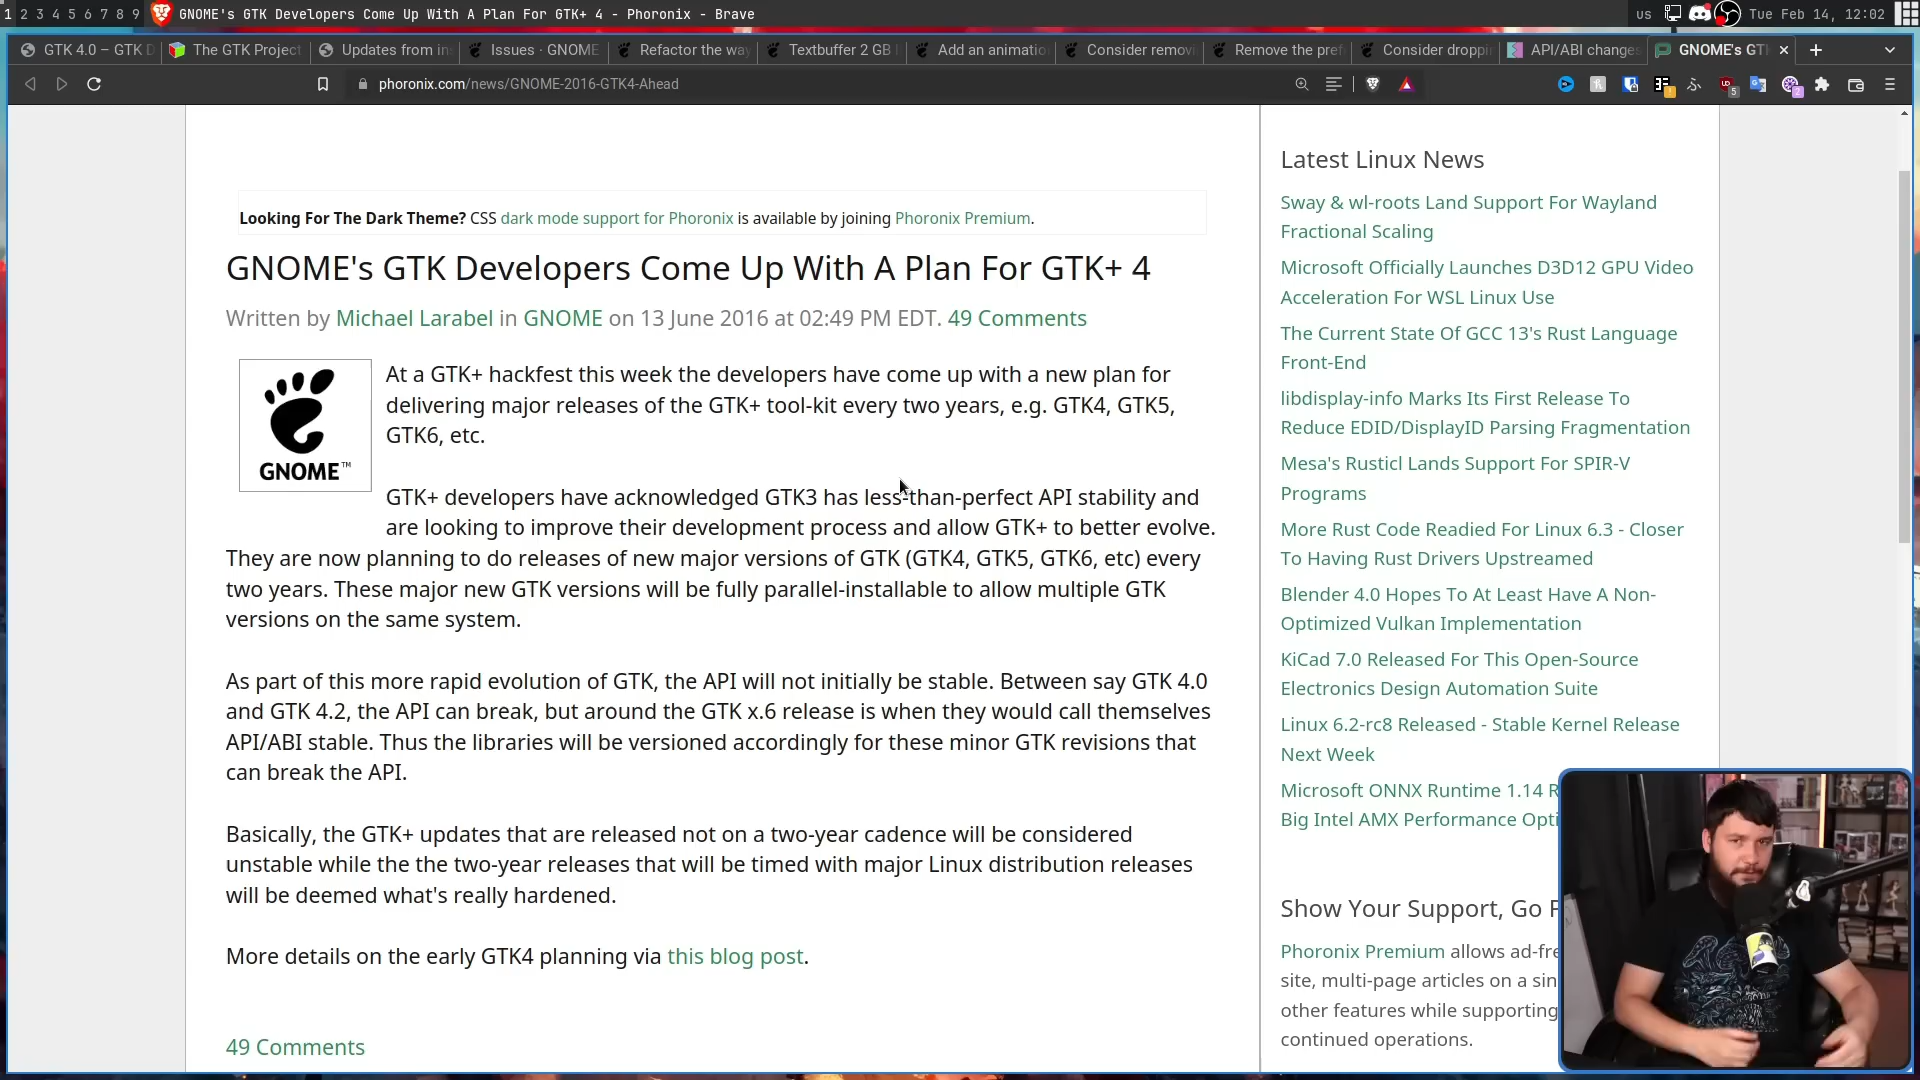 1 2 3 4 5 6 7 8 9 GNOME's GTK Developers Come Up With A Plan For GTK+ 4 - Phoronix - Brave us Tue Feb 14, 12:02
GTK 4.0 – GTK D The GTK Project Updates from in Issues · GNOME Refactor the way Textbuffer 2 GB Add an animatio Consider remov Remove the pref Consider droppi API/ABI changes GNOME's GT
phoronix.com/news/GNOME-2016-GTK4-Ahead
Looking For The Dark Theme? CSS dark mode support for Phoronix is available by joining Phoronix Premium.
GNOME's GTK Developers Come Up With A Plan For GTK+ 4
Written by Michael Larabel in GNOME on 13 June 2016 at 02:49 PM EDT. 49 Comments
GNOME™
At a GTK+ hackfest this week the developers have come up with a new plan for
delivering major releases of the GTK+ tool-kit every two years, e.g. GTK4, GTK5,
GTK6, etc.
GTK+ developers have acknowledged GTK3 has less-than-perfect API stability and
are looking to improve their development process and allow GTK+ to better evolve.
They are now planning to do releases of new major versions of GTK (GTK4, GTK5, GTK6, etc) every
two years. These major new GTK versions will be fully parallel-installable to allow multiple GTK
versions on the same system.
As part of this more rapid evolution of GTK, the API will not initially be stable. Between say GTK 4.0
and GTK 4.2, the API can break, but around the GTK x.6 release is when they would call themselves
API/ABI stable. Thus the libraries will be versioned accordingly for these minor GTK revisions that
can break the API.
Basically, the GTK+ updates that are released not on a two-year cadence will be considered
unstable while the the two-year releases that will be timed with major Linux distribution releases
will be deemed what's really hardened.
More details on the early GTK4 planning via this blog post.
49 Comments
Latest Linux News
Sway & wl-roots Land Support For Wayland
Fractional Scaling
Microsoft Officially Launches D3D12 GPU Video
Acceleration For WSL Linux Use
The Current State Of GCC 13's Rust Language
Front-End
libdisplay-info Marks Its First Release To
Reduce EDID/DisplayID Parsing Fragmentation
Mesa's Rusticl Lands Support For SPIR-V
Programs
More Rust Code Readied For Linux 6.3 - Closer
To Having Rust Drivers Upstreamed
Blender 4.0 Hopes To At Least Have A Non-
Optimized Vulkan Implementation
KiCad 7.0 Released For This Open-Source
Electronics Design Automation Suite
Linux 6.2-rc8 Released - Stable Kernel Release
Next Week
Microsoft ONNX Runtime 1.14 R
Big Intel AMX Performance Opti
Show Your Support, Go P
Phoronix Premium allows ad-fre
site, multi-page articles on a sin
other features while supporting
continued operations.